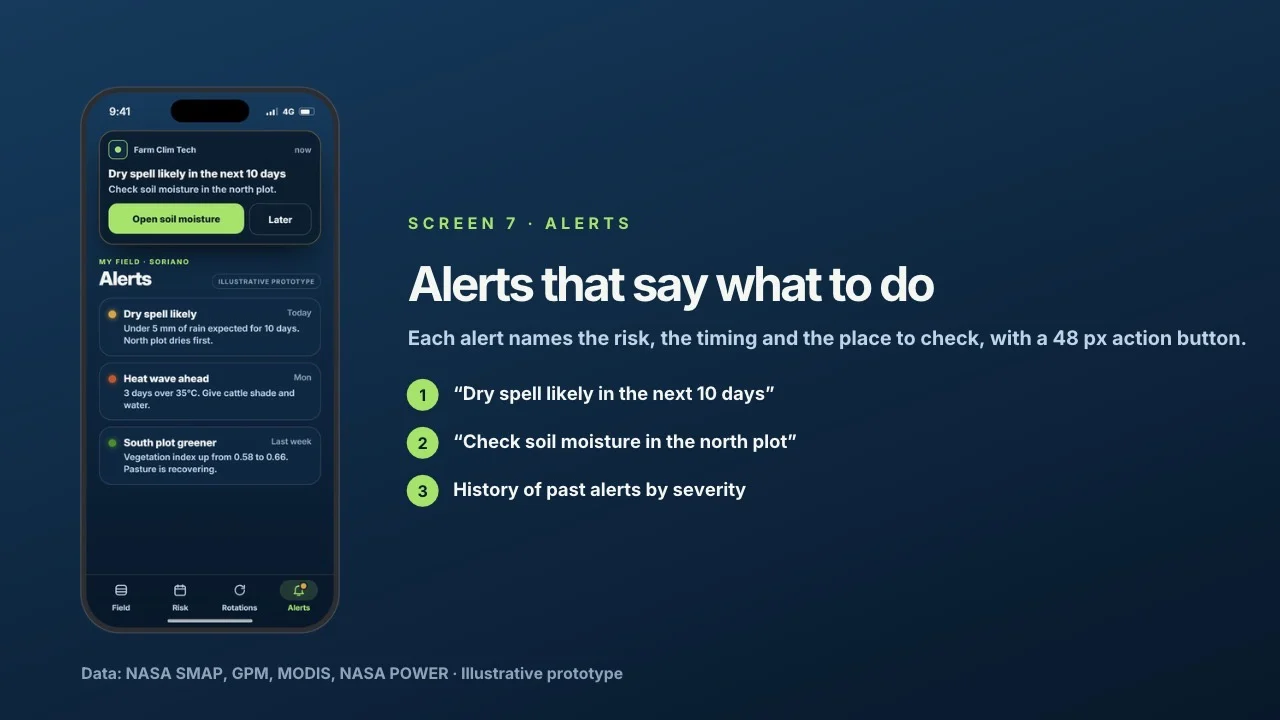 9:41
4G
Farm Clim Tech
now
Dry spell likely in the next 10 days
Check soil moisture in the north plot.
Open soil moisture
Later
MY FIELD · SORIANO
Alerts
ILLUSTRATIVE PROTOTYPE
Dry spell likely
Today
Under 5 mm of rain expected for 10 days.
North plot dries first.
Heat wave ahead
Mon
3 days over 35°C. Give cattle shade and
water.
South plot greener
Last week
Vegetation index up from 0.58 to 0.66.
Pasture is recovering.
Field
Risk
Rotations
Alerts
SCREEN 7 · ALERTS
Alerts that say what to do
Each alert names the risk, the timing and the place to check, with a 48 px action button.
1 “Dry spell likely in the next 10 days”
2 “Check soil moisture in the north plot”
3 History of past alerts by severity
Data: NASA SMAP, GPM, MODIS, NASA POWER · Illustrative prototype